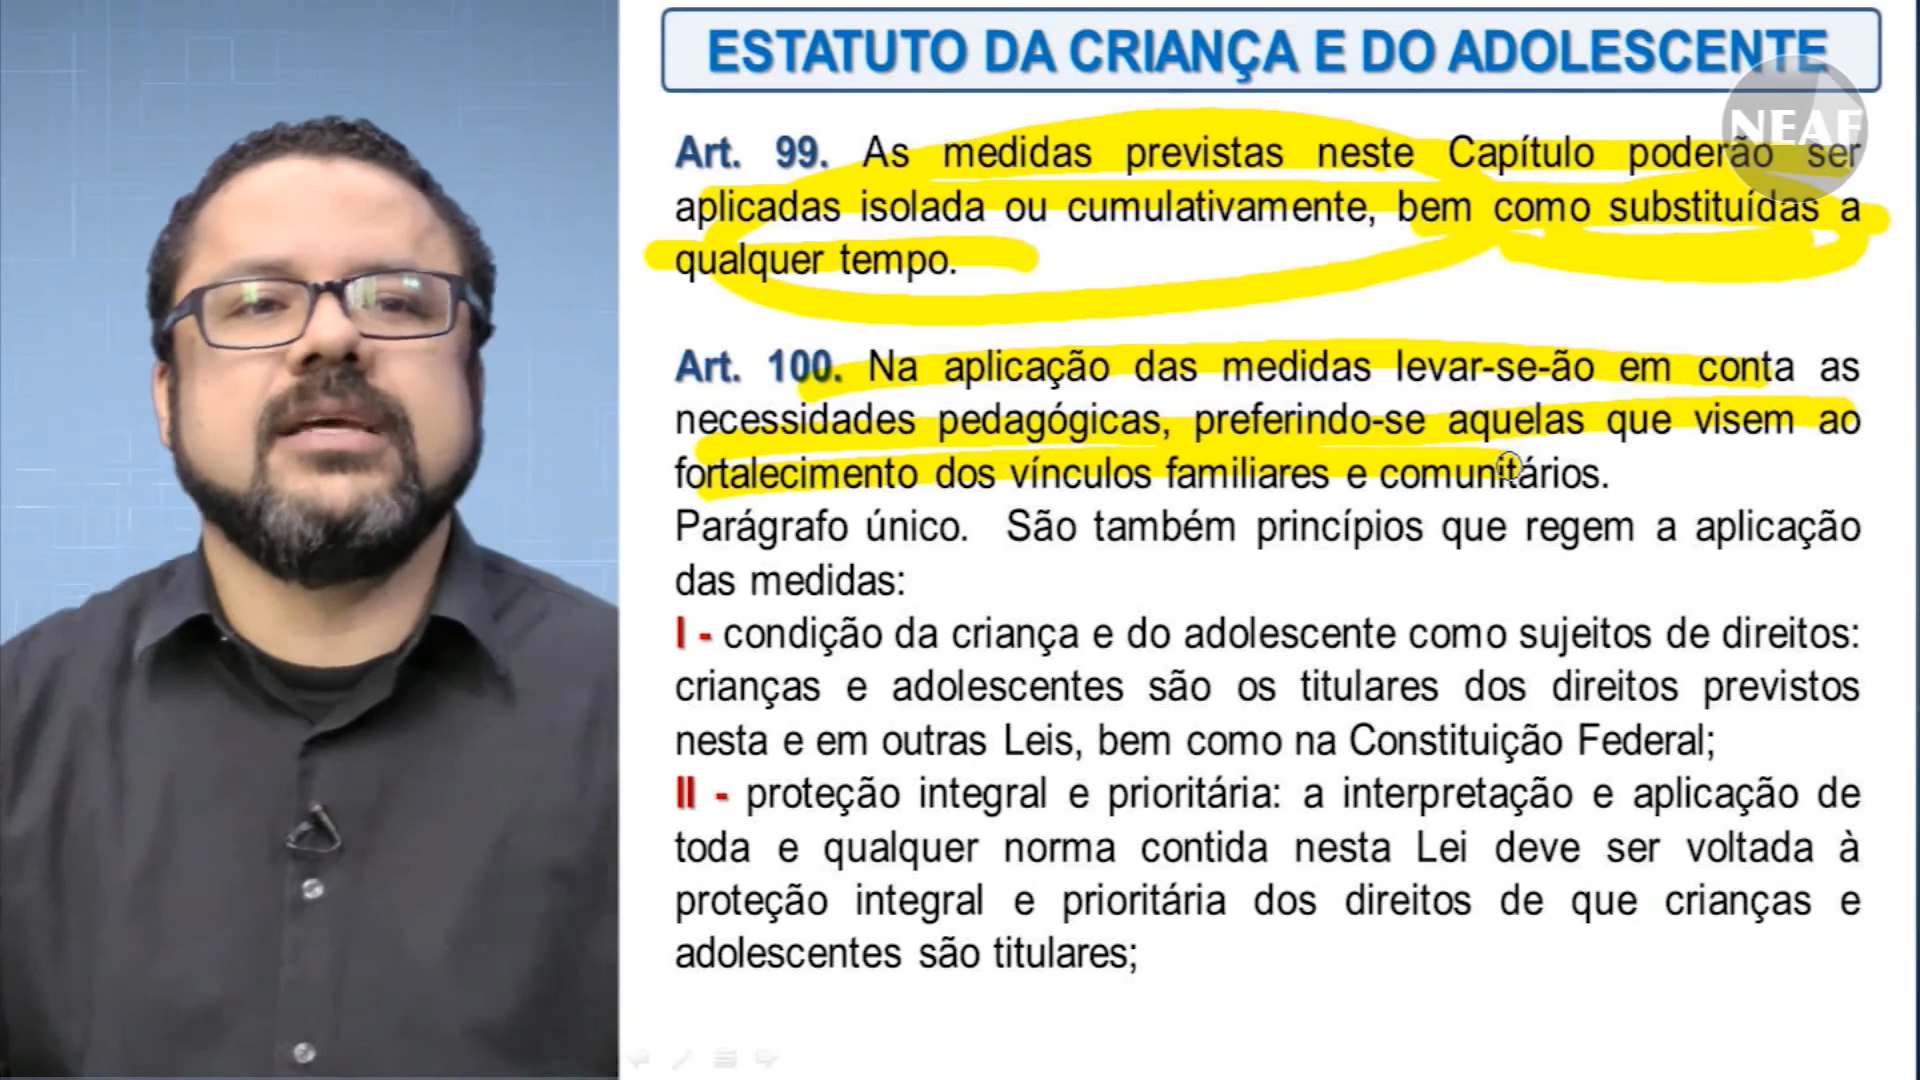 ESTATUTO DA CRIANÇA E DO ADOLESCENTE
NEAF
Art. 99. As medidas previstas neste Capítulo poderão ser
aplicadas isolada ou cumulativamente, bem como substituídas a
qualquer tempo.
Art. 100. Na aplicação das medidas levar-se-ão em conta as
necessidades pedagógicas, preferindo-se aquelas que visem ao
fortalecimento dos vínculos familiares e comunitários.
Parágrafo único. São também princípios que regem a aplicação
das medidas:
I - condição da criança e do adolescente como sujeitos de direitos:
crianças e adolescentes são os titulares dos direitos previstos
nesta e em outras Leis, bem como na Constituição Federal;
II - proteção integral e prioritária: a interpretação e aplicação de
toda e qualquer norma contida nesta Lei deve ser voltada à
proteção integral e prioritária dos direitos de que crianças e
adolescentes são titulares;